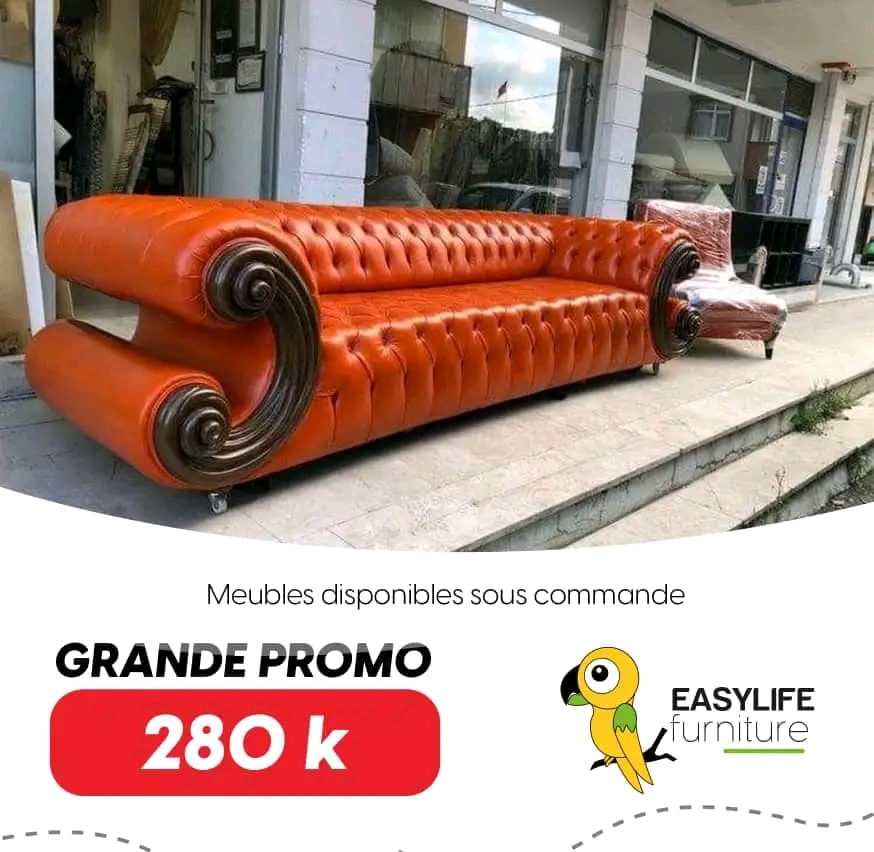 Meubles disponibles sous commande
GRANDE PROMO
280 k
EASYLIFE
furniture